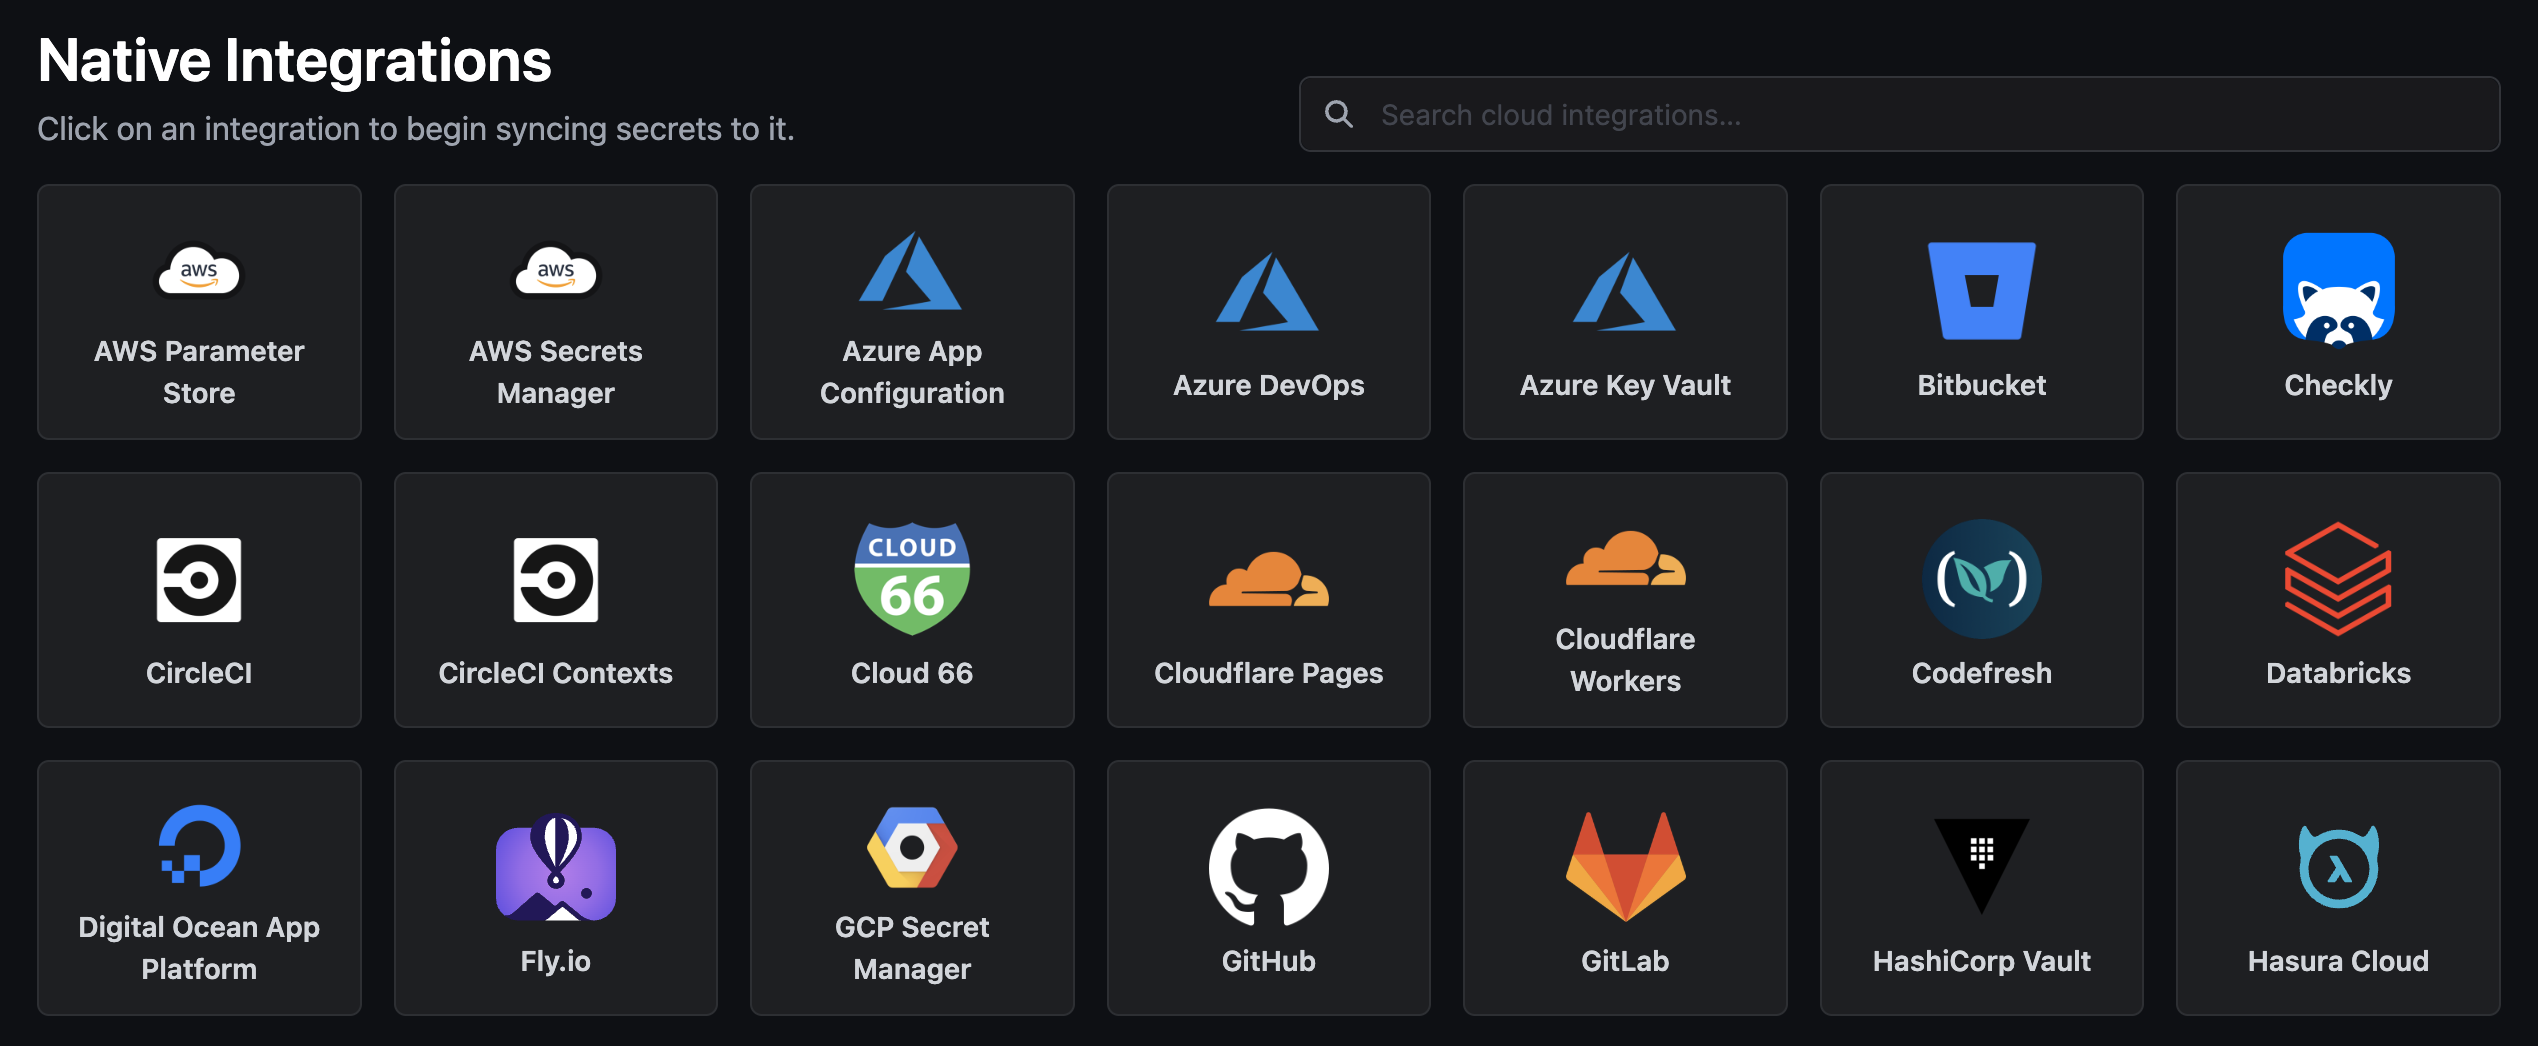 Native Integrations
Click on an integration to begin syncing secrets to it.
Search cloud integrations...
aws
AWS Parameter
Store
aws
AWS Secrets
Manager
Azure App
Configuration
Azure DevOps
Azure Key Vault
Bitbucket
Checkly
CircleCI
CircleCI Contexts
CLOUD
66
Cloud 66
Cloudflare Pages
Cloudflare
Workers
Codefresh
Databricks
Digital Ocean App
Platform
Fly.io
GCP Secret
Manager
GitHub
GitLab
HashiCorp Vault
λ
Hasura Cloud